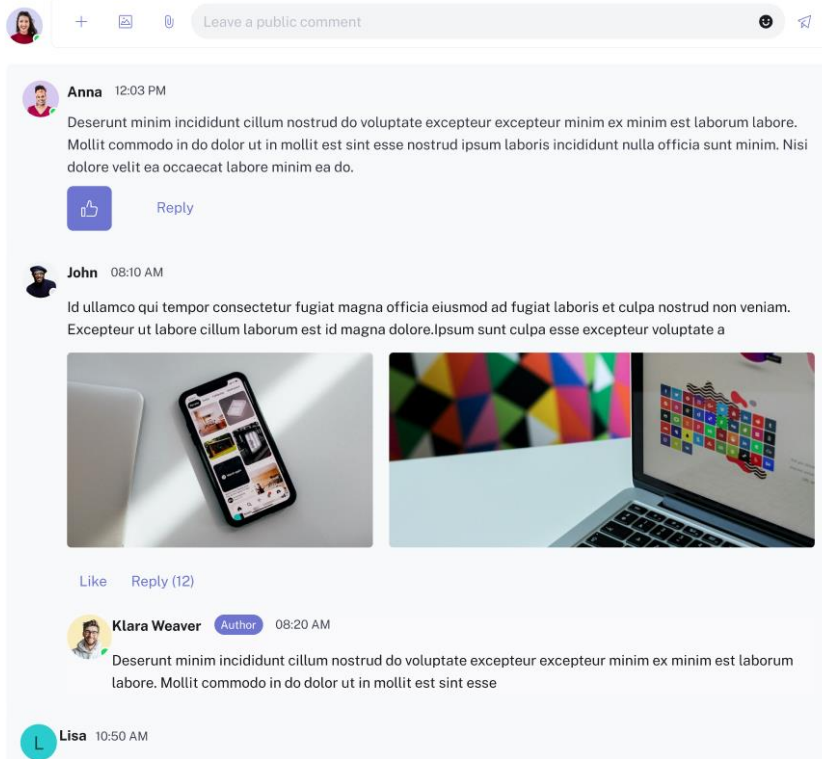 Leave a public comment
Anna 12:03 PM
Deserunt minim incididunt cillum nostrud do voluptate excepteur excepteur minim ex minim est laborum labore.
Mollit commodo in do dolor ut in mollit est sint esse nostrud ipsum laboris incididunt nulla officia sunt minim. Nisi
dolore velit ea occaecat labore minim ea do.
Reply
John 08:10 AM
Id ullamco qui tempor consectetur fugiat magna officia eiusmod ad fugiat laboris et culpa nostrud non veniam.
Excepteur ut labore cillum laborum est id magna dolore.Ipsum sunt culpa esse excepteur voluptate a
Like Reply (12)
Klara Weaver Author 08:20 AM
Deserunt minim incididunt cillum nostrud do voluptate excepteur excepteur minim ex minim est laborum
labore. Mollit commodo in do dolor ut in mollit est sint esse
L Lisa 10:50 AM